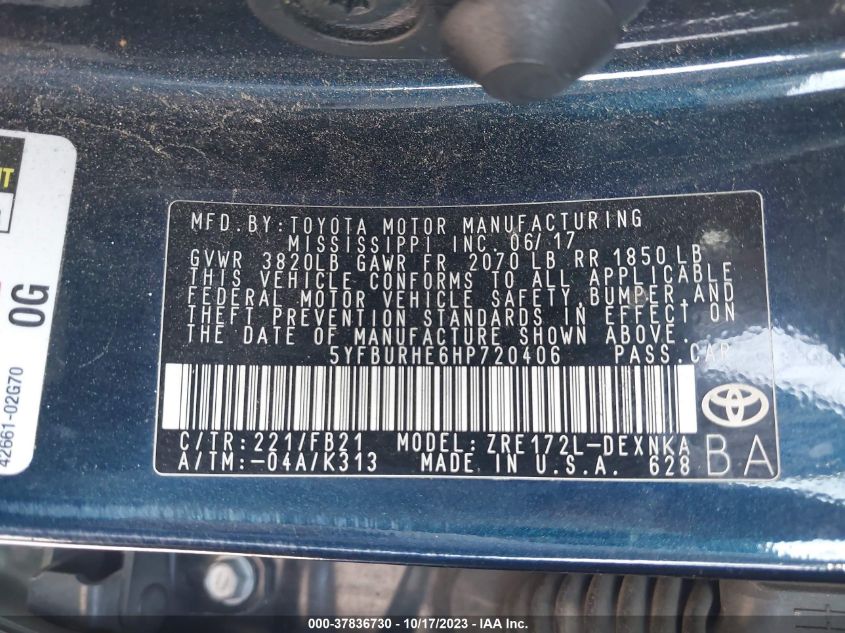 MFD.BY:TOYOTA MOTOR MANUFACTURING
MISSISSIPPI INC. 06/17
GVWR 3820LB GAWR FR 2070 LB RR 1850 LB
THIS VEHICLE CONFORMS TO ALL APPLICABLE
FEDERAL MOTOR VEHICLE SAFETY,BUMPER,AND
THEFT PREVENTION STANDARDS IN EFFECT ON
THE DATE OF MANUFACTURE SHOWN ABOVE.
5YFBURHE6HP720406 PASS.CAR
C/TR:221/FB21 MODEL:ZRE172L-DEXNKA
A/TM:-04A/K313 MADE IN U.S.A. 628
BA
0G
42661-02G70
000-37836730 - 10/17/2023 - IAA Inc.